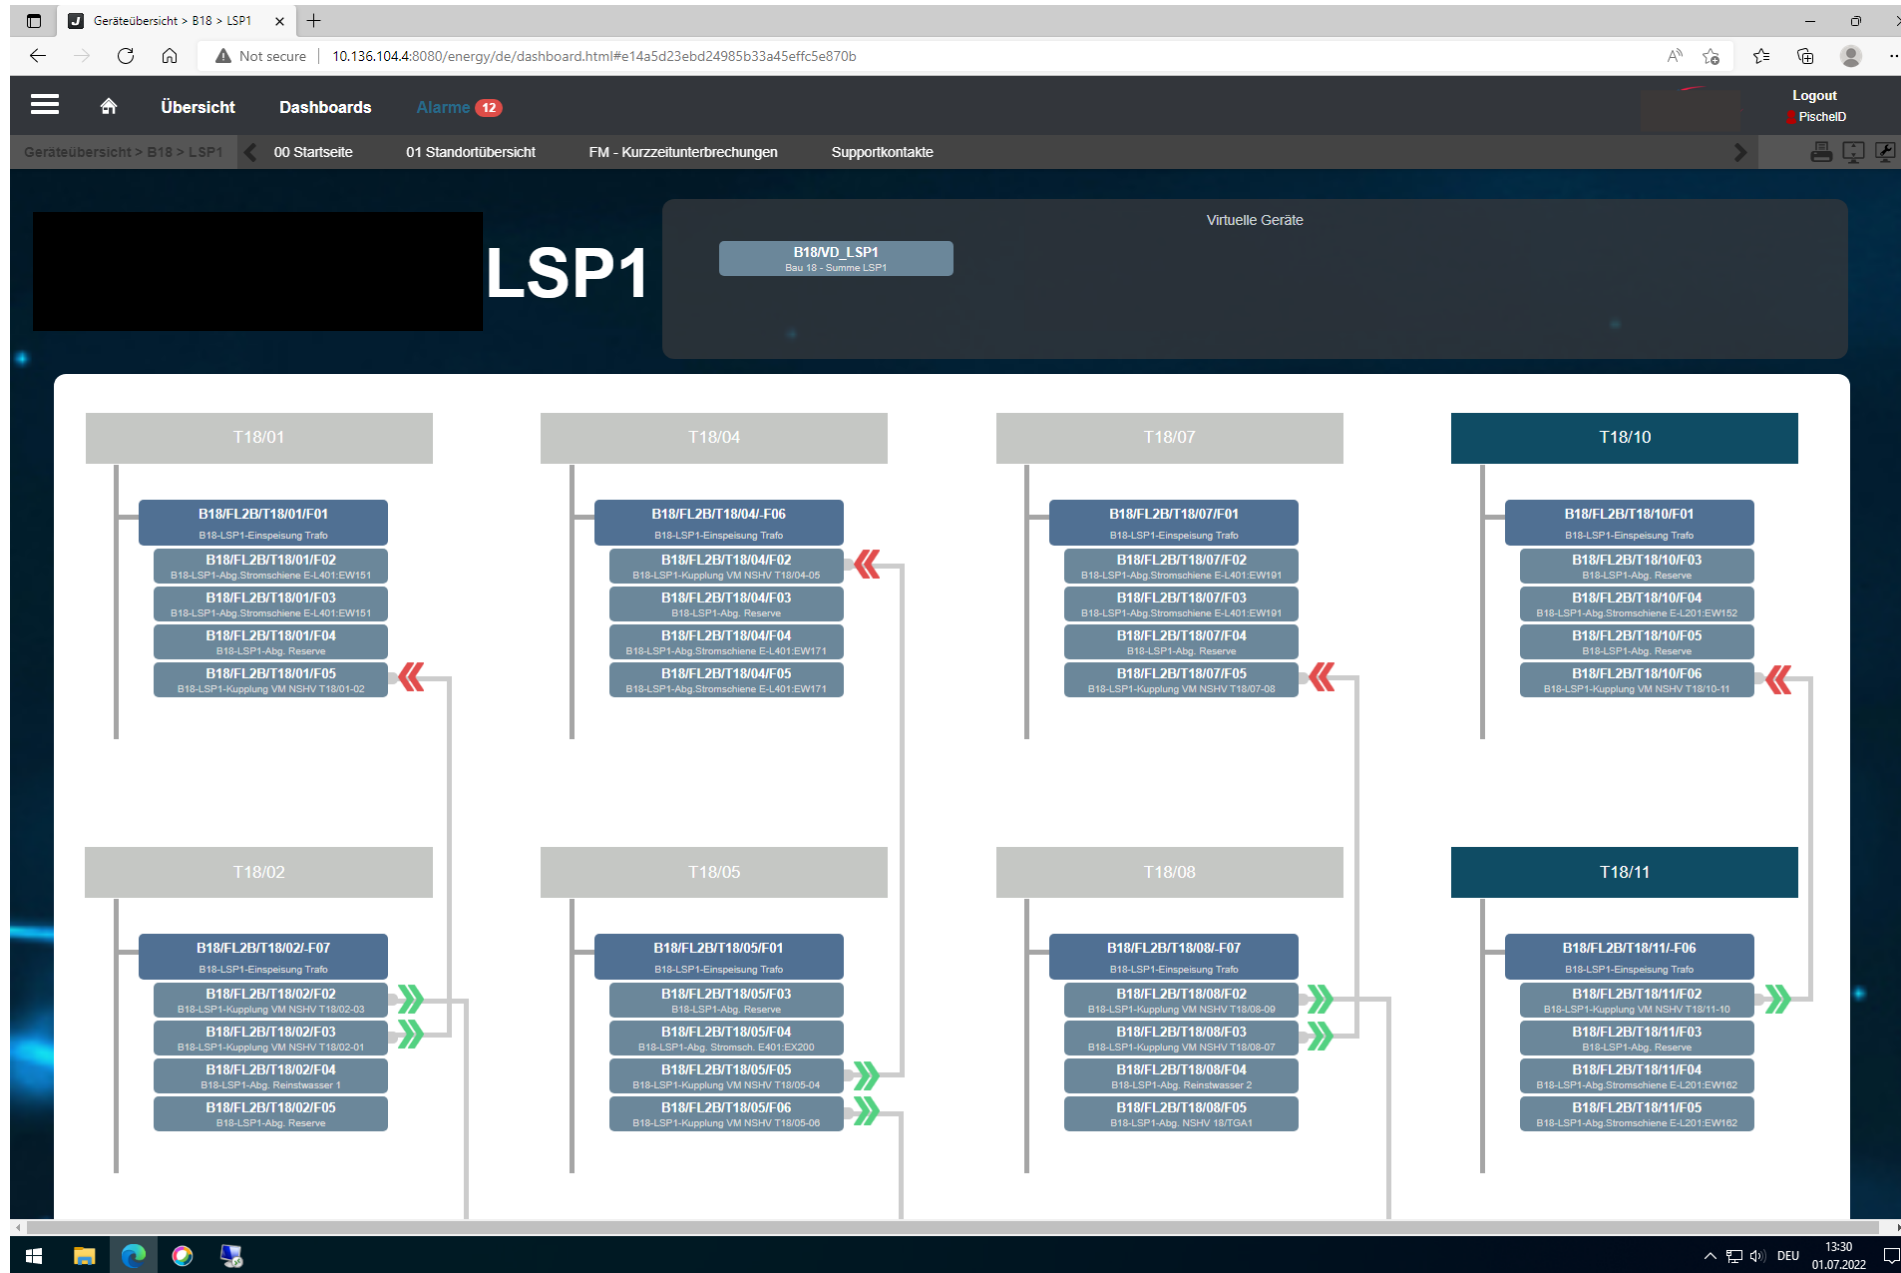 Geräteübersicht > B18 > LSP1
Not secure | 10.136.104.4:8080/energy/de/dashboard.html#e14a5d23ebd24985b33a45effc5e870b
Übersicht Dashboards Alarme 12
Logout
PischelD
Geräteübersicht > B18 > LSP1 00 Startseite 01 Standortübersicht FM - Kurzzeitunterbrechungen Supportkontakte
LSP1
Virtuelle Geräte
B18/VD_LSP1
Bau 18 - Summe LSP1
T18/01
B18/FL2B/T18/01/F01
B18-LSP1-Einspeisung Trafo
B18/FL2B/T18/01/F02
B18-LSP1-Abg.Stromschiene E-L401:EW151
B18/FL2B/T18/01/F03
B18-LSP1-Abg.Stromschiene E-L401:EW151
B18/FL2B/T18/01/F04
B18-LSP1-Abg. Reserve
B18/FL2B/T18/01/F05
B18-LSP1-Kupplung VM NSHV T18/01-02
T18/04
B18/FL2B/T18/04/-F06
B18-LSP1-Einspeisung Trafo
B18/FL2B/T18/04/F02
B18-LSP1-Kupplung VM NSHV T18/04-05
B18/FL2B/T18/04/F03
B18-LSP1-Abg. Reserve
B18/FL2B/T18/04/F04
B18-LSP1-Abg.Stromschiene E-L401:EW171
B18/FL2B/T18/04/F05
B18-LSP1-Abg.Stromschiene E-L401:EW171
T18/07
B18/FL2B/T18/07/F01
B18-LSP1-Einspeisung Trafo
B18/FL2B/T18/07/F02
B18-LSP1-Abg.Stromschiene E-L401:EW191
B18/FL2B/T18/07/F03
B18-LSP1-Abg.Stromschiene E-L401:EW191
B18/FL2B/T18/07/F04
B18-LSP1-Abg. Reserve
B18/FL2B/T18/07/F05
B18-LSP1-Kupplung VM NSHV T18/07-08
T18/10
B18/FL2B/T18/10/F01
B18-LSP1-Einspeisung Trafo
B18/FL2B/T18/10/F03
B18-LSP1-Abg. Reserve
B18/FL2B/T18/10/F04
B18-LSP1-Abg.Stromschiene E-L201:EW152
B18/FL2B/T18/10/F05
B18-LSP1-Abg. Reserve
B18/FL2B/T18/10/F06
B18-LSP1-Kupplung VM NSHV T18/10-11
T18/02
B18/FL2B/T18/02/-F07
B18-LSP1-Einspeisung Trafo
B18/FL2B/T18/02/F02
B18-LSP1-Kupplung VM NSHV T18/02-03
B18/FL2B/T18/02/F03
B18-LSP1-Kupplung VM NSHV T18/02-01
B18/FL2B/T18/02/F04
B18-LSP1-Abg. Reinstwasser 1
B18/FL2B/T18/02/F05
B18-LSP1-Abg. Reserve
T18/05
B18/FL2B/T18/05/F01
B18-LSP1-Einspeisung Trafo
B18/FL2B/T18/05/F03
B18-LSP1-Abg. Reserve
B18/FL2B/T18/05/F04
B18-LSP1-Abg. Stromsch. E401:EX200
B18/FL2B/T18/05/F05
B18-LSP1-Kupplung VM NSHV T18/05-04
B18/FL2B/T18/05/F06
B18-LSP1-Kupplung VM NSHV T18/05-06
T18/08
B18/FL2B/T18/08/-F07
B18-LSP1-Einspeisung Trafo
B18/FL2B/T18/08/F02
B18-LSP1-Kupplung VM NSHV T18/08-09
B18/FL2B/T18/08/F03
B18-LSP1-Kupplung VM NSHV T18/08-07
B18/FL2B/T18/08/F04
B18-LSP1-Abg. Reinstwasser 2
B18/FL2B/T18/08/F05
B18-LSP1-Abg. NSHV 18/TGA1
T18/11
B18/FL2B/T18/11/-F06
B18-LSP1-Einspeisung Trafo
B18/FL2B/T18/11/F02
B18-LSP1-Kupplung VM NSHV T18/11-10
B18/FL2B/T18/11/F03
B18-LSP1-Abg. Reserve
B18/FL2B/T18/11/F04
B18-LSP1-Abg.Stromschiene E-L201:EW162
B18/FL2B/T18/11/F05
B18-LSP1-Abg.Stromschiene E-L201:EW162
DEU
13:30
01.07.2022